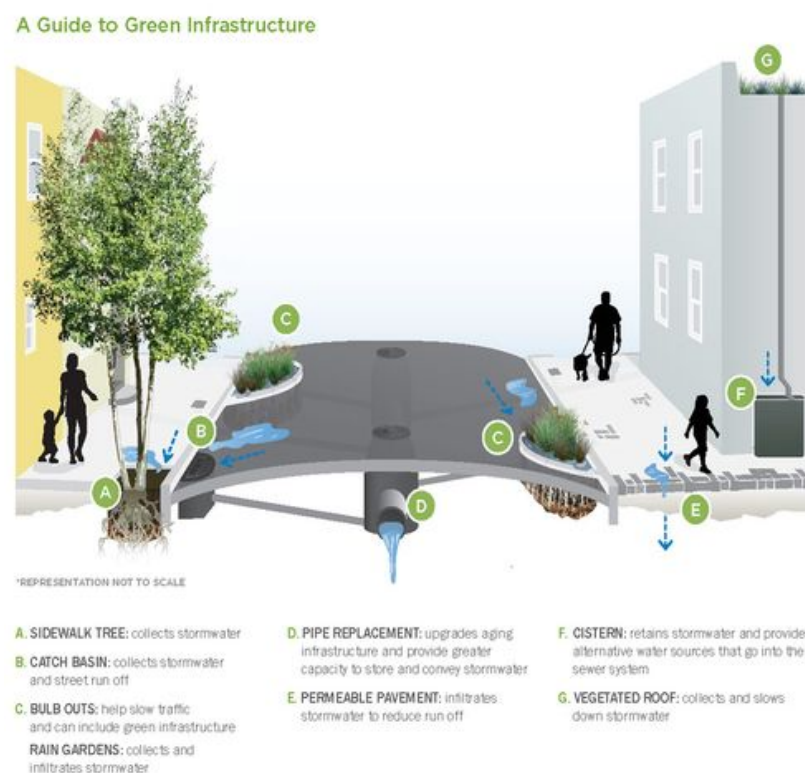 A Guide to Green Infrastructure
G
C
B
F
C
A
D
E
*REPRESENTATION NOT TO SCALE
A. SIDEWALK TREE: collects stormwater
B. CATCH BASIN: collects stormwater
and street run off
C. BULB OUTS: help slow traffic
and can include green infrastructure
RAIN GARDENS: collects and
infiltrates stormwater
D. PIPE REPLACEMENT: upgrades aging
infrastructure and provide greater
capacity to store and convey stormwater
E. PERMEABLE PAVEMENT: infiltrates
stormwater to reduce run off
F. CISTERN: retains stormwater and provide
alternative water sources that go into the
sewer system
G. VEGETATED ROOF: collects and slows
down stormwater